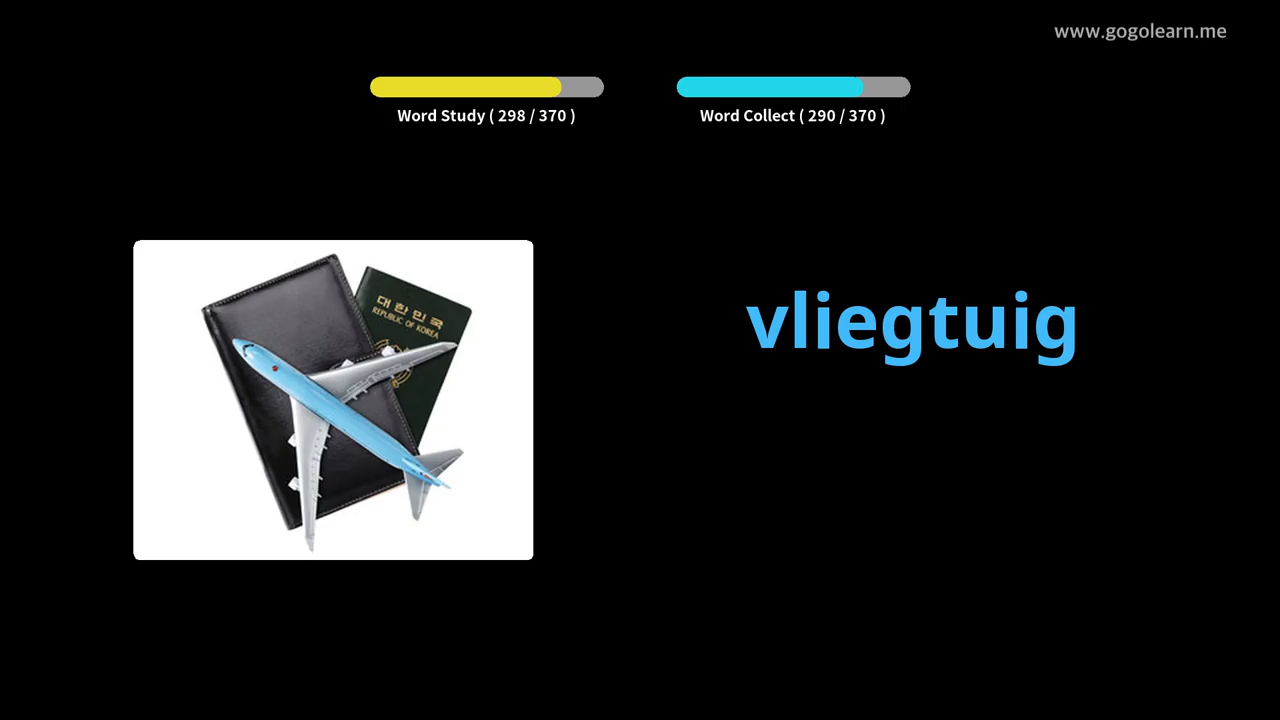 www.gogolearn.me
Word Study ( 298 / 370 )
Word Collect ( 290 / 370 )
대한민국
REPUBLIC OF KOREA
vliegtuig